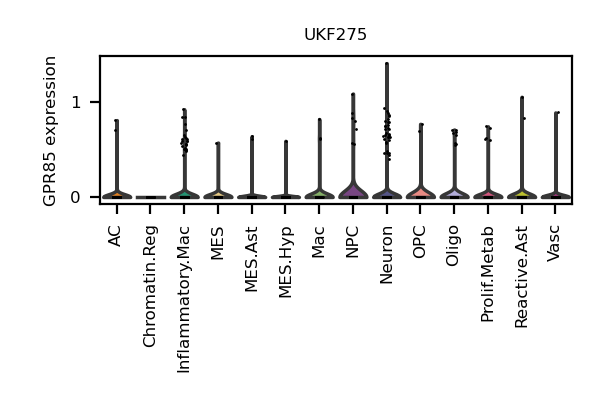 UKF275
GPR85 expression
1
0
AC
Chromatin.Reg
Inflammatory.Mac
MES
MES.Ast
MES.Hyp
Mac
NPC
Neuron
OPC
Oligo
Prolif.Metab
Reactive.Ast
Vasc